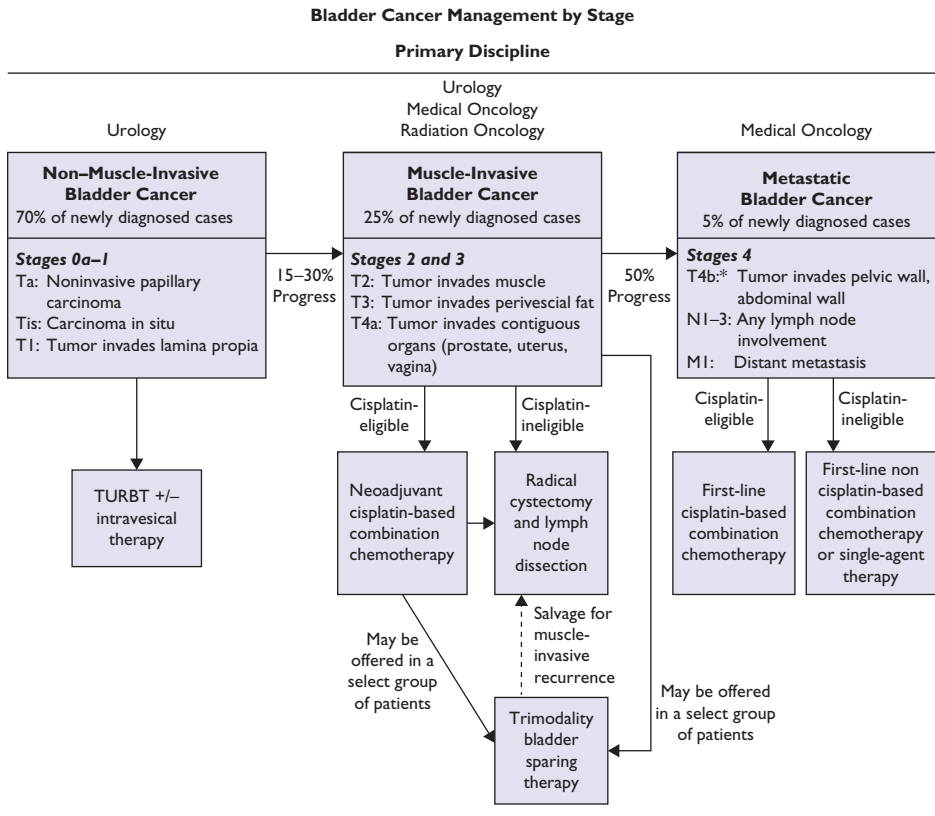 Bladder Cancer Management by Stage
Primary Discipline
Urology
Urology
Medical Oncology
Radiation Oncology
Medical Oncology
Non–Muscle-Invasive
Bladder Cancer
70% of newly diagnosed cases
Stages 0a–1
Ta: Noninvasive papillary
carcinoma
Tis: Carcinoma in situ
T1: Tumor invades lamina propia
15–30%
Progress
Muscle-Invasive
Bladder Cancer
25% of newly diagnosed cases
Stages 2 and 3
T2: Tumor invades muscle
T3: Tumor invades perivescial fat
T4a: Tumor invades contiguous
organs (prostate, uterus,
vagina)
50%
Progress
Metastatic
Bladder Cancer
5% of newly diagnosed cases
Stages 4
T4b:* Tumor invades pelvic wall,
abdominal wall
N1–3: Any lymph node
involvement
M1: Distant metastasis
Cisplatin-
eligible
Cisplatin-
ineligible
Cisplatin-
eligible
Cisplatin-
ineligible
TURBT +/–
intravesical
therapy
Neoadjuvant
cisplatin-based
combination
chemotherapy
Radical
cystectomy
and lymph
node
dissection
First-line
cisplatin-based
combination
chemotherapy
First-line non
cisplatin-based
combination
chemotherapy
or single-agent
therapy
May be
offered in a
select group
of patients
Salvage for
muscle-
invasive
recurrence
May be offered
in a select group
of patients
Trimodality
bladder
sparing
therapy